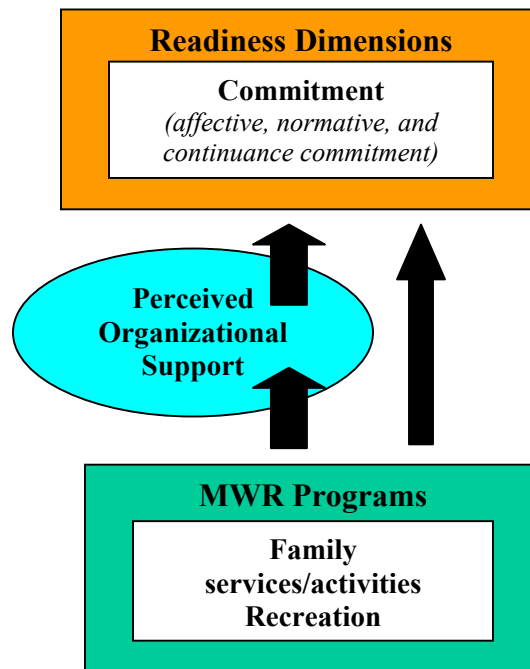 Readiness Dimensions
Commitment
(affective, normative, and
continuance commitment)
Perceived
Organizational
Support
MWR Programs
Family
services/activities
Recreation